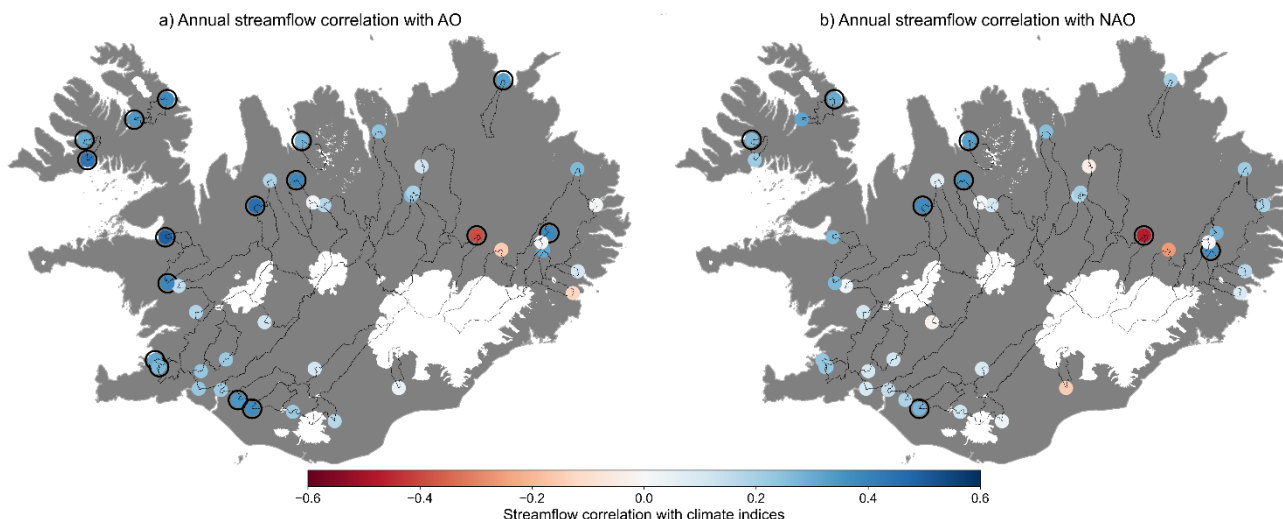 a) Annual streamflow correlation with AO
b) Annual streamflow correlation with NAO
−0.6 −0.4 −0.2 0.0 0.2 0.4 0.6
Streamflow correlation with climate indices